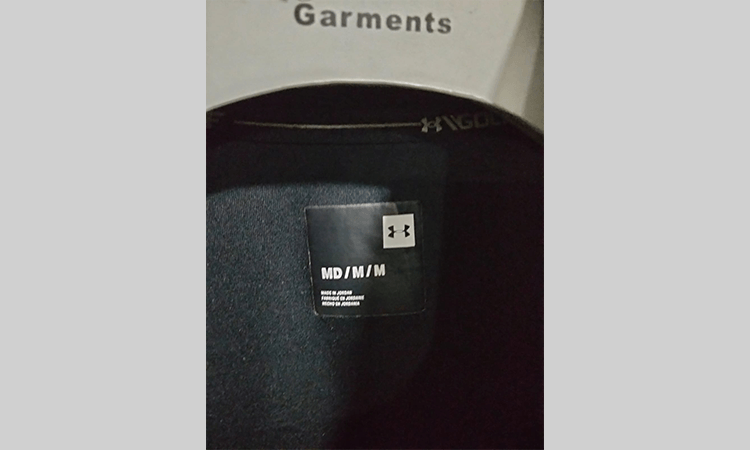 Garments
MD / M / M
MADE IN JORDAN
FABRIQUÉ EN JORDANIE
HECHO EN JORDANIA